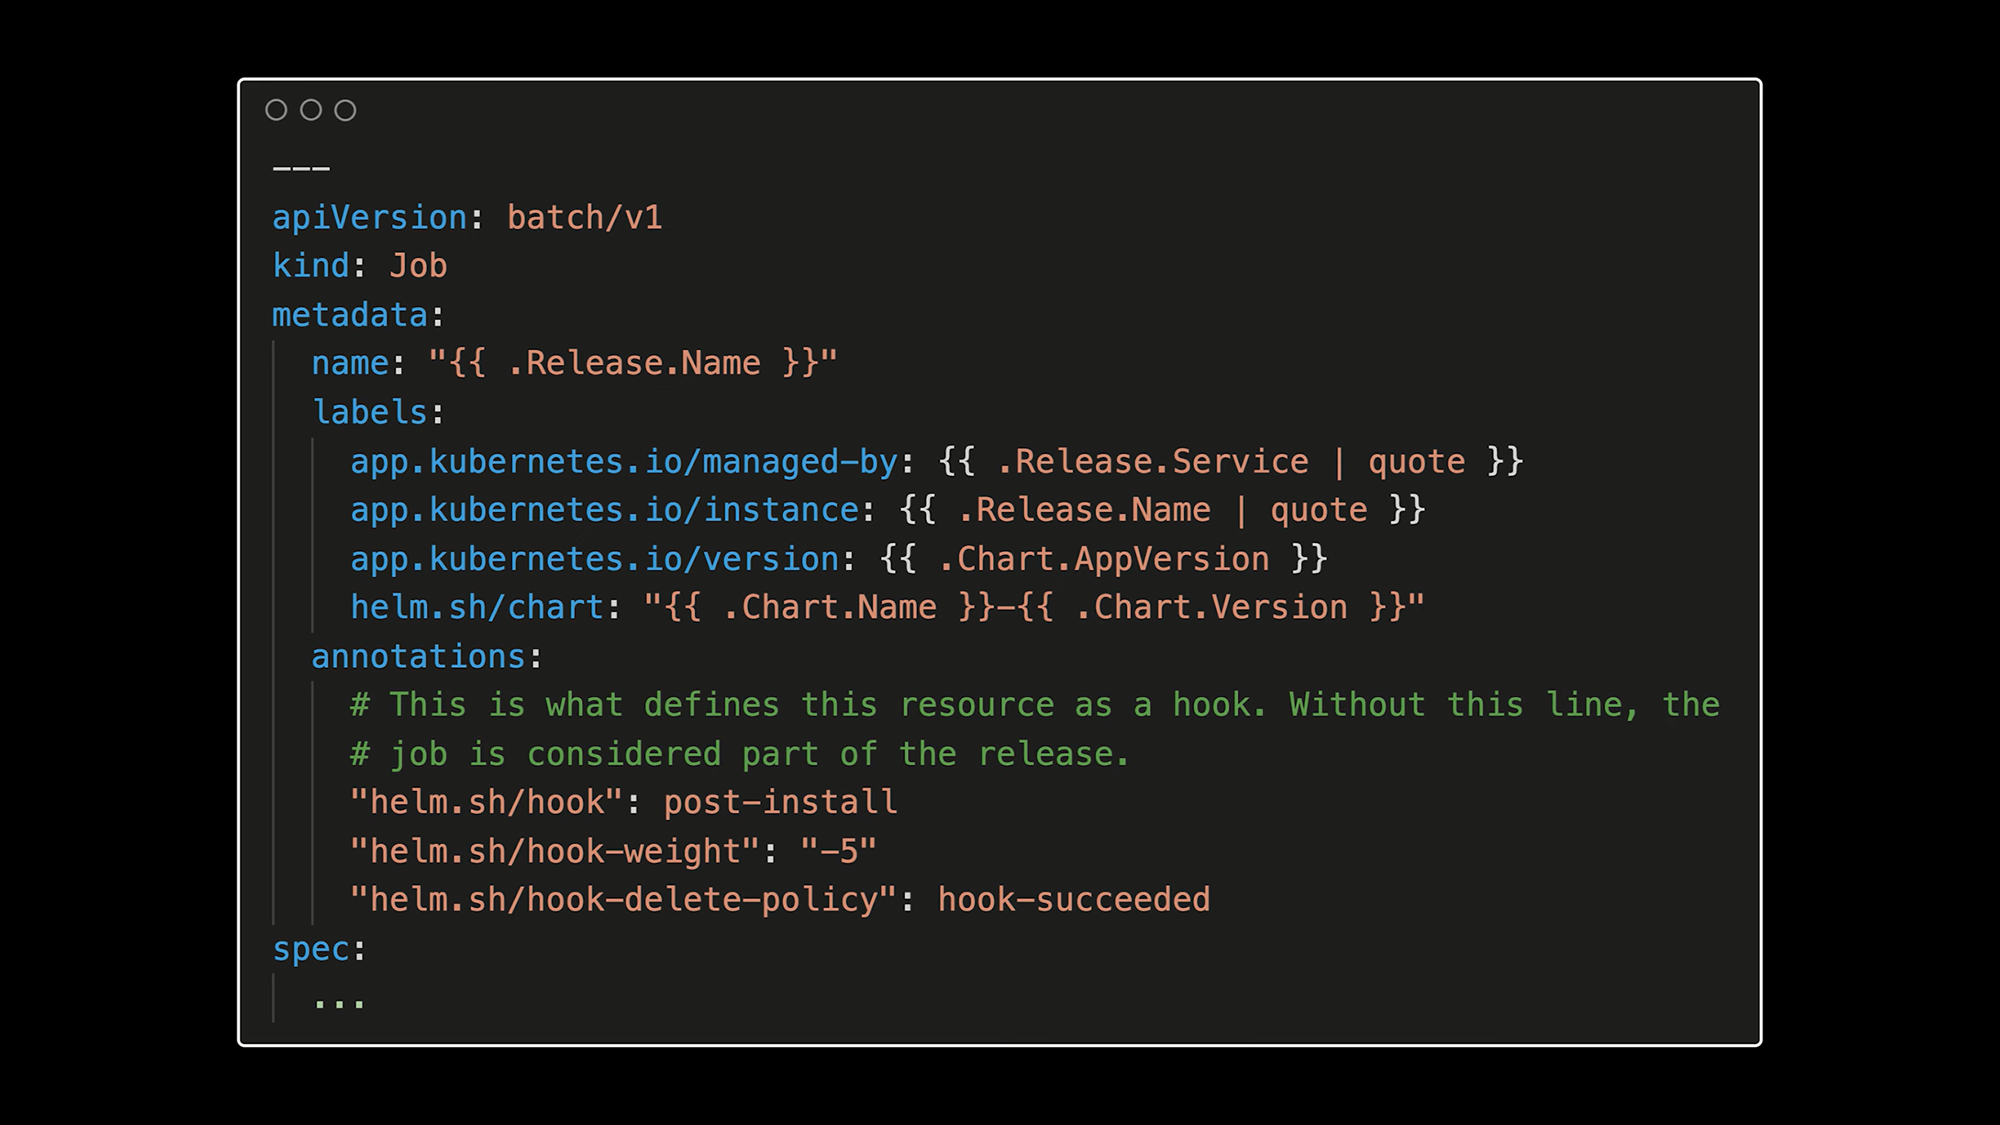 ---
apiVersion: batch/v1
kind: Job
metadata:
  name: "{{ .Release.Name }}"
  labels:
    app.kubernetes.io/managed-by: {{ .Release.Service | quote }}
    app.kubernetes.io/instance: {{ .Release.Name | quote }}
    app.kubernetes.io/version: {{ .Chart.AppVersion }}
    helm.sh/chart: "{{ .Chart.Name }}-{{ .Chart.Version }}"
  annotations:
    # This is what defines this resource as a hook. Without this line, the
    # job is considered part of the release.
    "helm.sh/hook": post-install
    "helm.sh/hook-weight": "-5"
    "helm.sh/hook-delete-policy": hook-succeeded
spec:
  ...